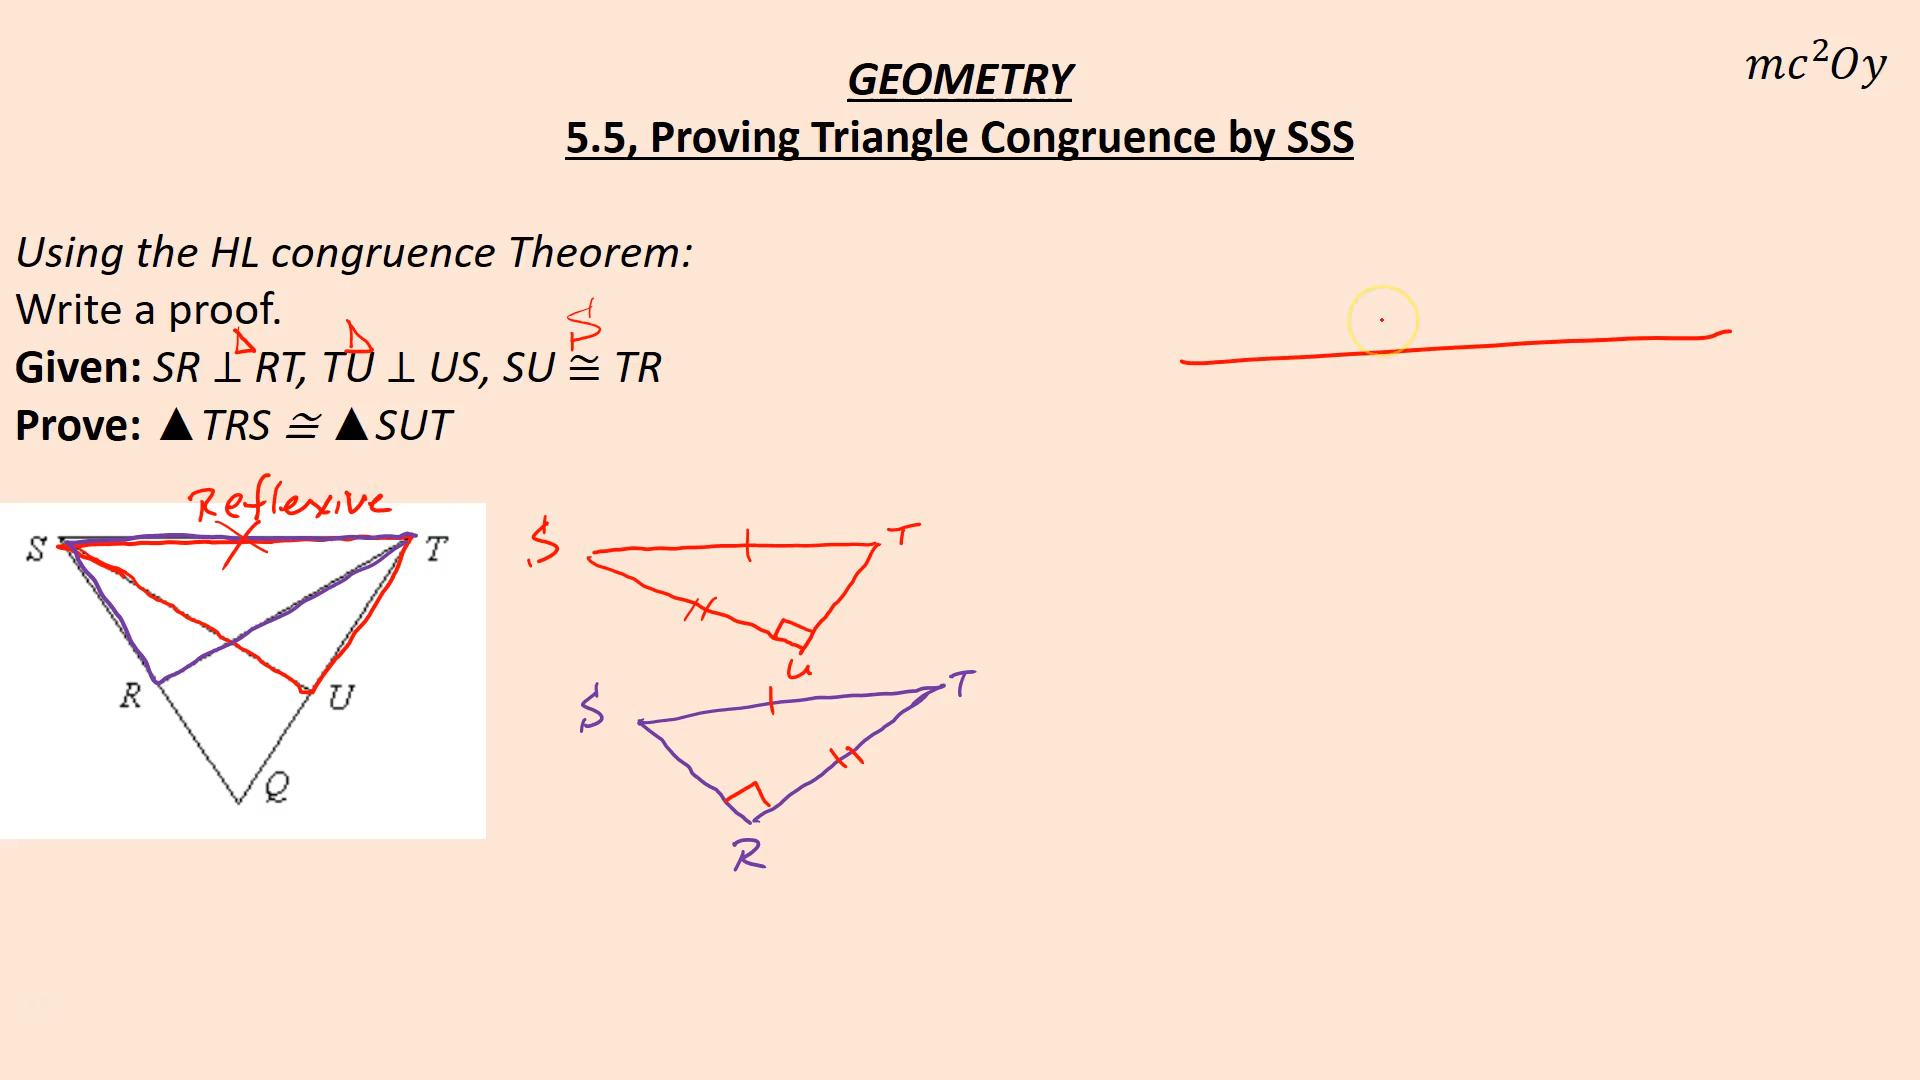 mc²Oy
GEOMETRY
5.5, Proving Triangle Congruence by SSS
Using the HL congruence Theorem:
Write a proof.
S
Given: SR ⊥ RT, TU ⊥ US, SU ≅ TR
Prove: ▲TRS ≅ ▲SUT
Reflexive
S T
R U
Q
S T
U
S T
R